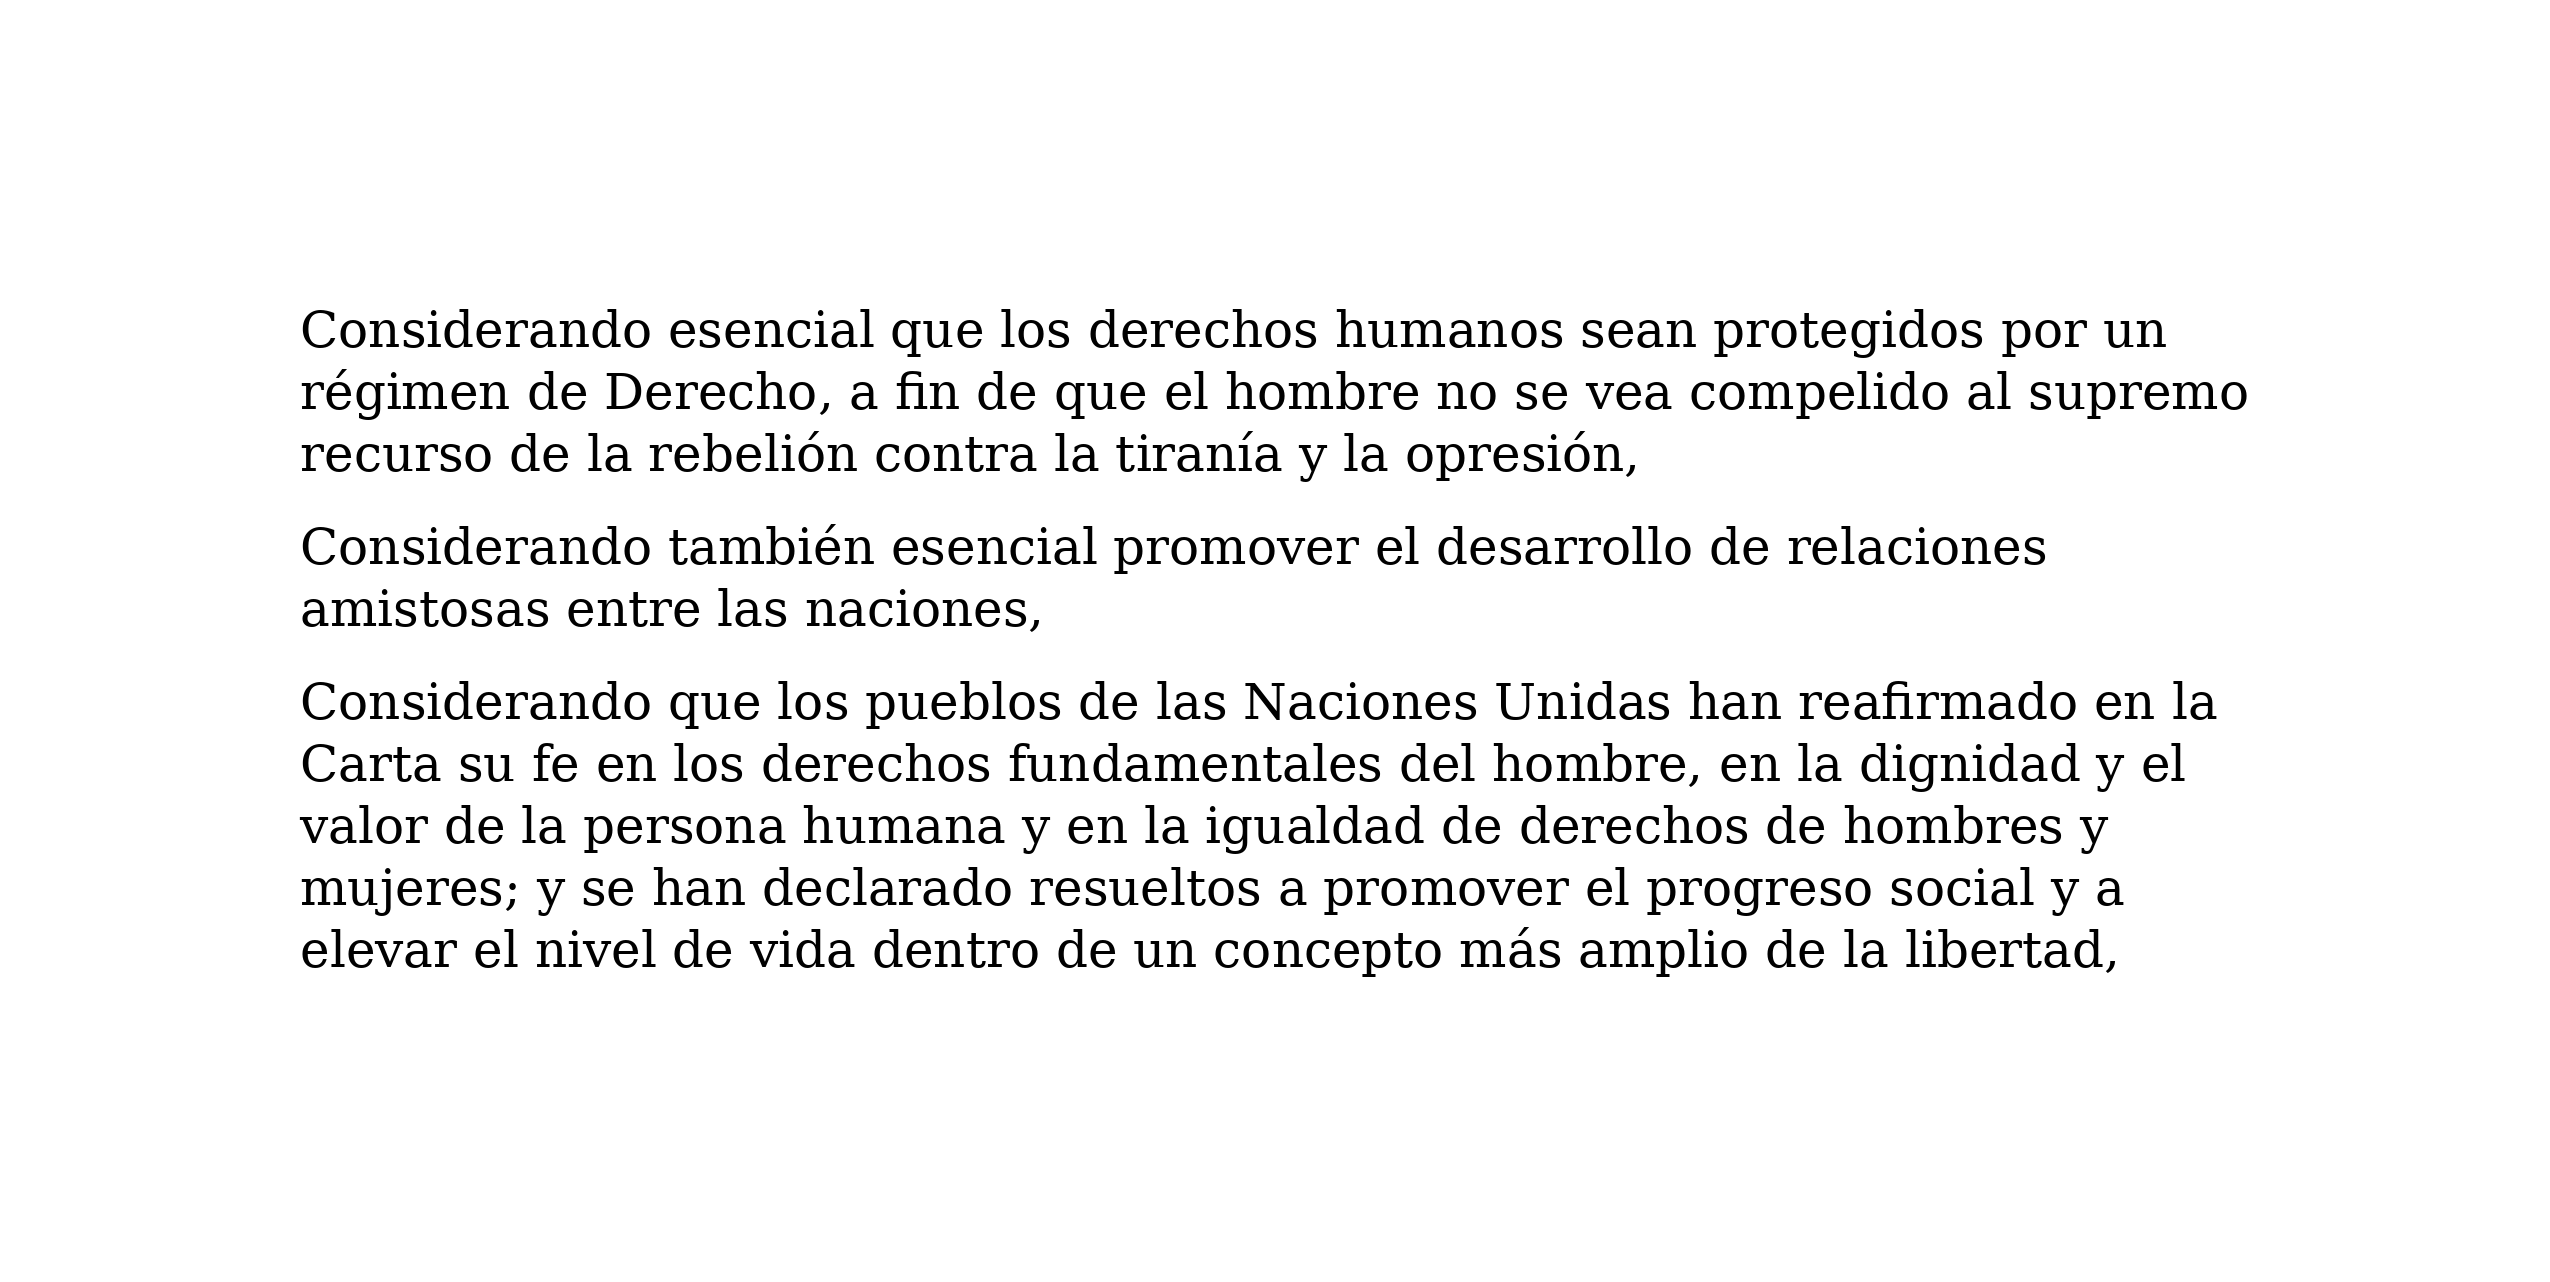 Considerando esencial que los derechos humanos sean protegidos por un
régimen de Derecho, a fin de que el hombre no se vea compelido al supremo
recurso de la rebelión contra la tiranía y la opresión,
Considerando también esencial promover el desarrollo de relaciones
amistosas entre las naciones,
Considerando que los pueblos de las Naciones Unidas han reafirmado en la
Carta su fe en los derechos fundamentales del hombre, en la dignidad y el
valor de la persona humana y en la igualdad de derechos de hombres y
mujeres; y se han declarado resueltos a promover el progreso social y a
elevar el nivel de vida dentro de un concepto más amplio de la libertad,